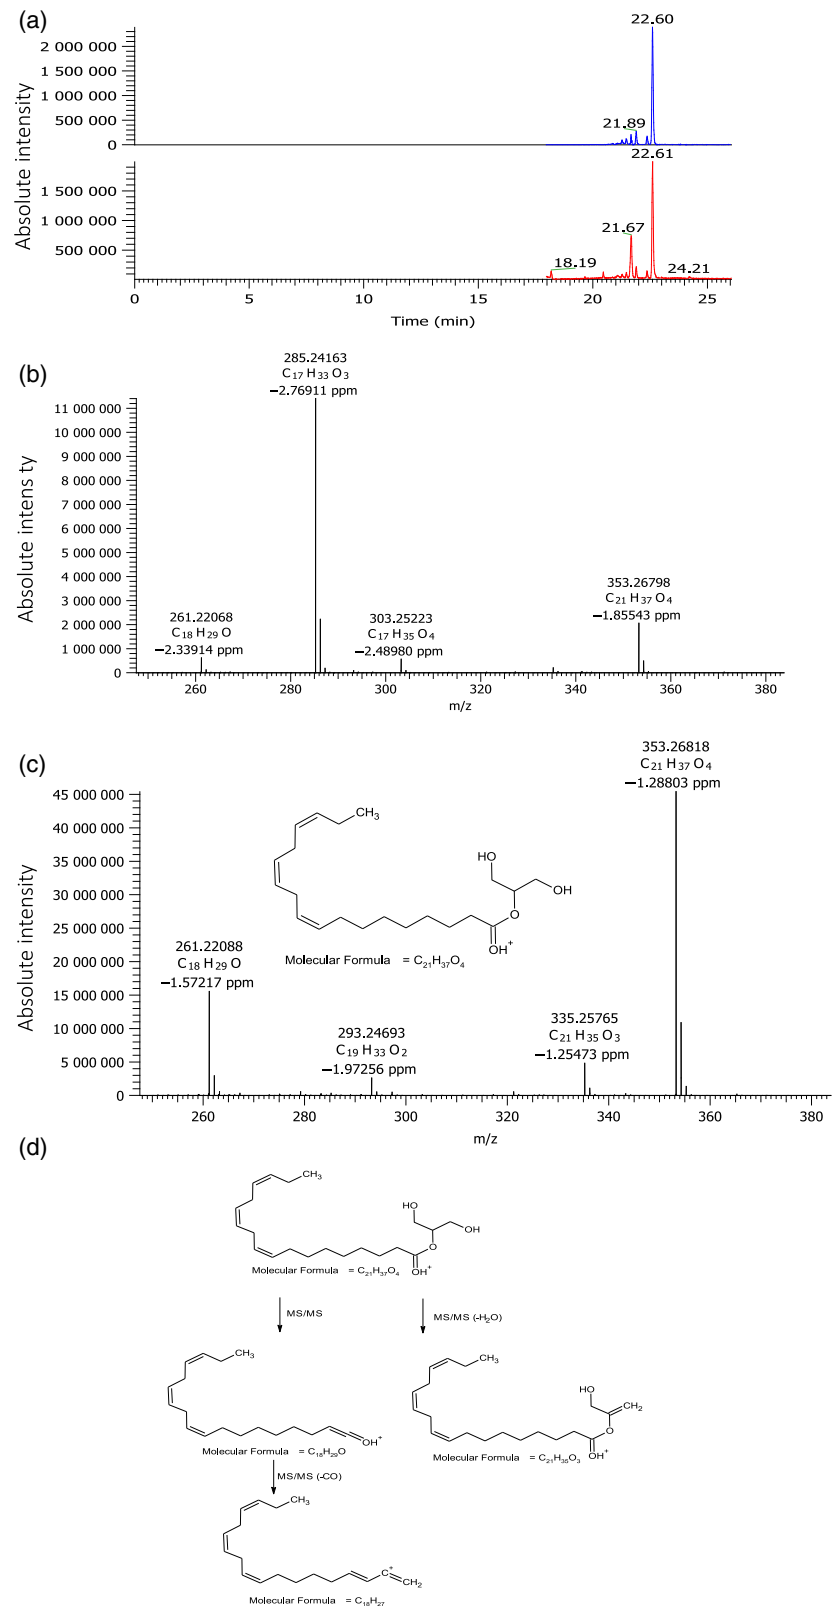 (a)
22.60
2 000 000
1 500 000
1 000 000
500 000
0
21.89
22.61
1 500 000
1 000 000
500 000
21.67
18.19
24.21
Absolute intensity
0 5 10 15 20 25
Time (min)
(b)
285.24163
C17 H33 O3
−2.76911 ppm
11 000 000
10 000 000
9 000 000
8 000 000
7 000 000
6 000 000
5 000 000
4 000 000
3 000 000
2 000 000
1 000 000
0
Absolute intens ty
261.22068
C18 H29 O
−2.33914 ppm
303.25223
C17 H35 O4
−2.48980 ppm
353.26798
C21 H37 O4
−1.85543 ppm
260 280 300 320 340 360 380
m/z
(c)
353.26818
C21 H37 O4
−1.28803 ppm
45 000 000
40 000 000
35 000 000
30 000 000
25 000 000
20 000 000
15 000 000
10 000 000
5 000 000
0
Absolute intensity
CH3
HO
OH
O
OH+
Molecular Formula = C21H37O4
261.22088
C18 H29 O
−1.57217 ppm
293.24693
C19 H33 O2
−1.97256 ppm
335.25765
C21 H35 O3
−1.25473 ppm
260 280 300 320 340 360 380
m/z
(d)
CH3
HO
OH
O
OH+
Molecular Formula = C21H37O4
MS/MS
MS/MS (-H2O)
CH3
OH+
Molecular Formula = C18H29O
CH3
HO
CH2
O
OH+
Molecular Formula = C21H35O3
MS/MS (-CO)
CH3
C+
CH2
Molecular Formula = C18H27